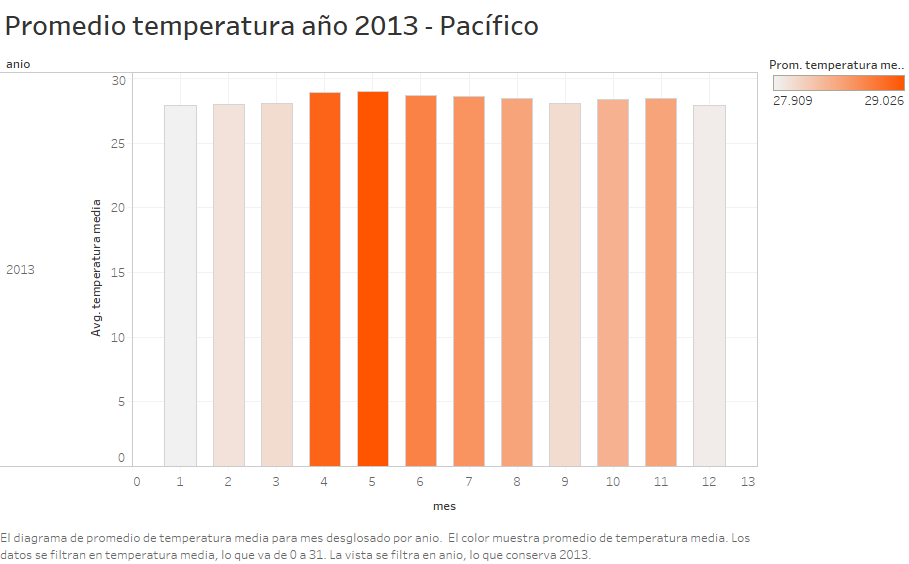 Promedio temperatura año 2013 - Pacífico
anio
Prom. temperatura me..
27.909 29.026
2013
Avg. temperatura media
30
25
20
15
10
5
0
0 1 2 3 4 5 6 7 8 9 10 11 12 13
mes
El diagrama de promedio de temperatura media para mes desglosado por anio. El color muestra promedio de temperatura media. Los
datos se filtran en temperatura media, lo que va de 0 a 31. La vista se filtra en anio, lo que conserva 2013.